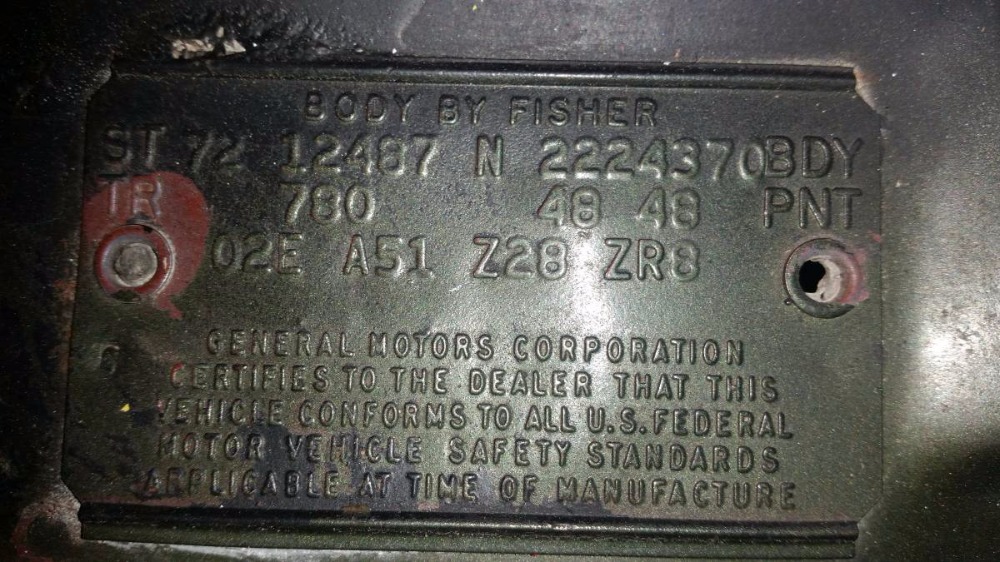 BODY BY FISHER
ST 72 12487 N 2224370BDY
TR 780 48 48 PNT
02E A51 Z28 ZR8
GENERAL MOTORS CORPORATION
CERTIFIES TO THE DEALER THAT THIS
VEHICLE CONFORMS TO ALL U.S. FEDERAL
MOTOR VEHICLE SAFETY STANDARDS
APPLICABLE AT TIME OF MANUFACTURE